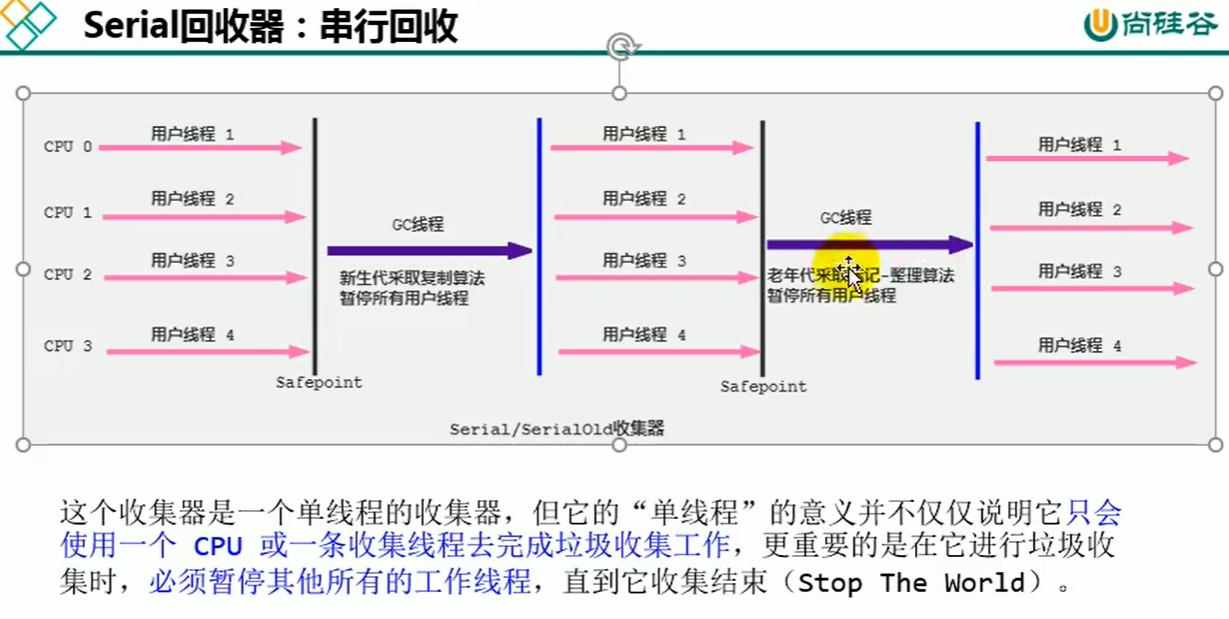 Serial回收器：串行回收
尚硅谷
CPU 0
用户线程 1
CPU 1
用户线程 2
CPU 2
用户线程 3
CPU 3
用户线程 4
Safepoint
GC线程
新生代采取复制算法
暂停所有用户线程
用户线程 1
用户线程 2
用户线程 3
用户线程 4
Safepoint
GC线程
老年代采取标记-整理算法
暂停所有用户线程
用户线程 1
用户线程 2
用户线程 3
用户线程 4
Serial/SerialOld收集器
这个收集器是一个单线程的收集器，但它的“单线程”的意义并不仅仅说明它只会
使用一个 CPU 或一条收集线程去完成垃圾收集工作，更重要的是在它进行垃圾收
集时，必须暂停其他所有的工作线程，直到它收集结束（Stop The World）。